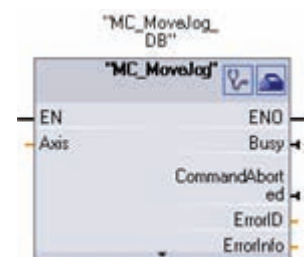 "MC_MoveJog_
DB"
"MC_MoveJog"
EN ENO
Axis Busy
CommandAbort
ed
ErrorID
ErrorInfo